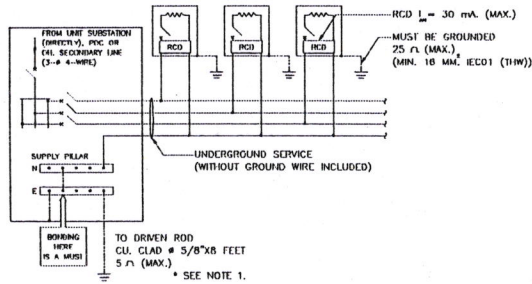 FROM UNIT SUBSTATION
(DIRECTLY), PDC OR
CH. SECONDARY LINE
(3-ø 4-WIRE)
RCD
RCD
RCD
RCD I = 30 mA. (MAX.)
MUST BE GROUNDED
25 Ω (MAX.)
(MIN. 16 MM. IEC01 (THW))
SUPPLY PILLAR
N
E
UNDERGROUND SERVICE
(WITHOUT GROUND WIRE INCLUDED)
BONDING
HERE
IS A MUST
TO DRIVEN ROD
CU. CLAD ø 5/8"X8 FEET
5 Ω (MAX.)
* SEE NOTE 1.